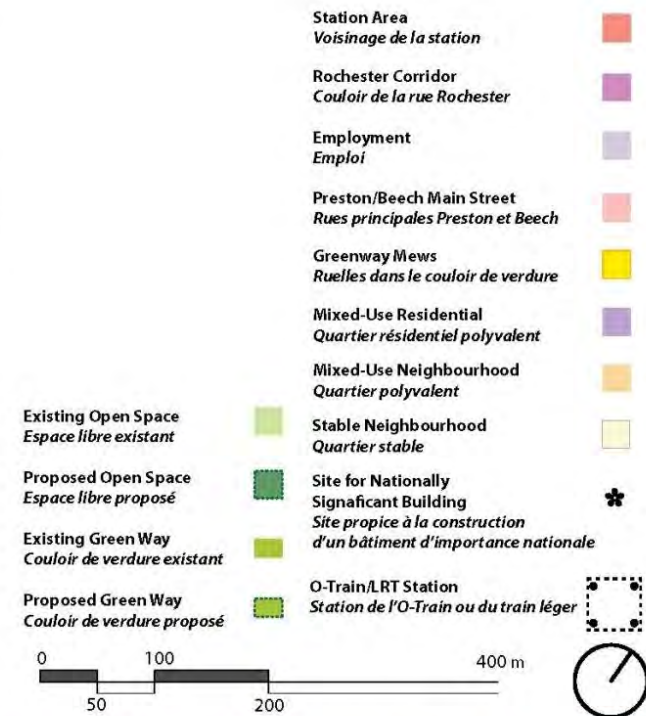 Station Area
Voisinage de la station
Rochester Corridor
Couloir de la rue Rochester
Employment
Emploi
Preston/Beech Main Street
Rues principales Preston et Beech
Greenway Mews
Ruelles dans le couloir de verdure
Mixed-Use Residential
Quartier résidentiel polyvalent
Mixed-Use Neighbourhood
Quartier polyvalent
Existing Open Space
Espace libre existant
Stable Neighbourhood
Quartier stable
Proposed Open Space
Espace libre proposé
Site for Nationally
Signaficant Building
Site propice à la construction
d'un bâtiment d'importance nationale
Existing Green Way
Couloir de verdure existant
Proposed Green Way
Couloir de verdure proposé
O-Train/LRT Station
Station de l'O-Train ou du train léger
0 100 400 m
50 200